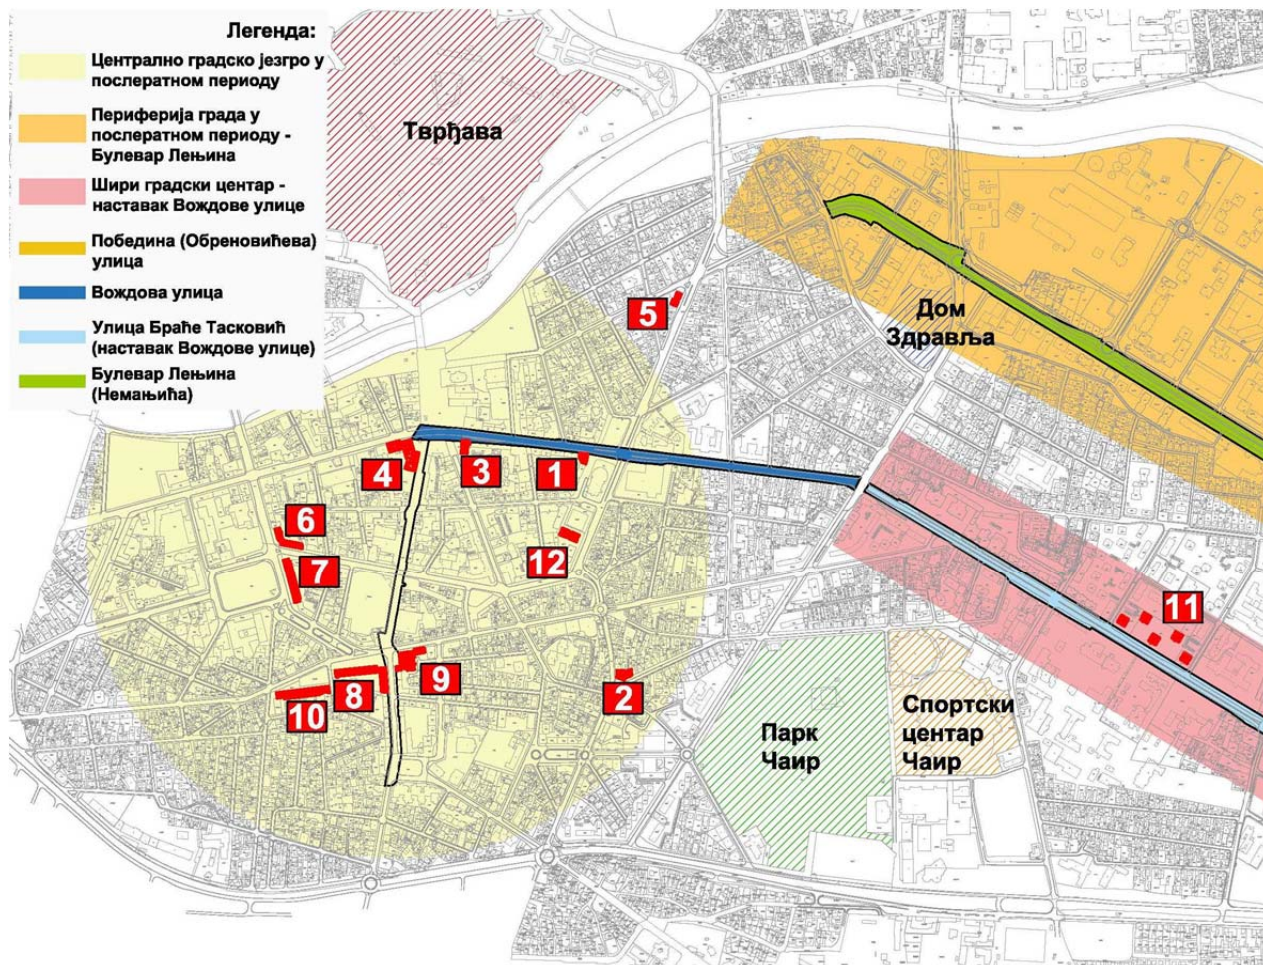 Легенда:
Централно градско језгро у
послератном периоду
Периферија града у
послератном периоду -
Булевар Лењина
Шири градски центар -
наставак Вождове улице
Победина (Обреновићева)
улица
Вождова улица
Улица Браће Тасковић
(наставак Вождове улице)
Булевар Лењина
(Немањића)
Тврђава
5
Дом
Здравља
4
3
1
6
7
12
11
8
9
10
2
Парк
Чаир
Спортски
центар
Чаир